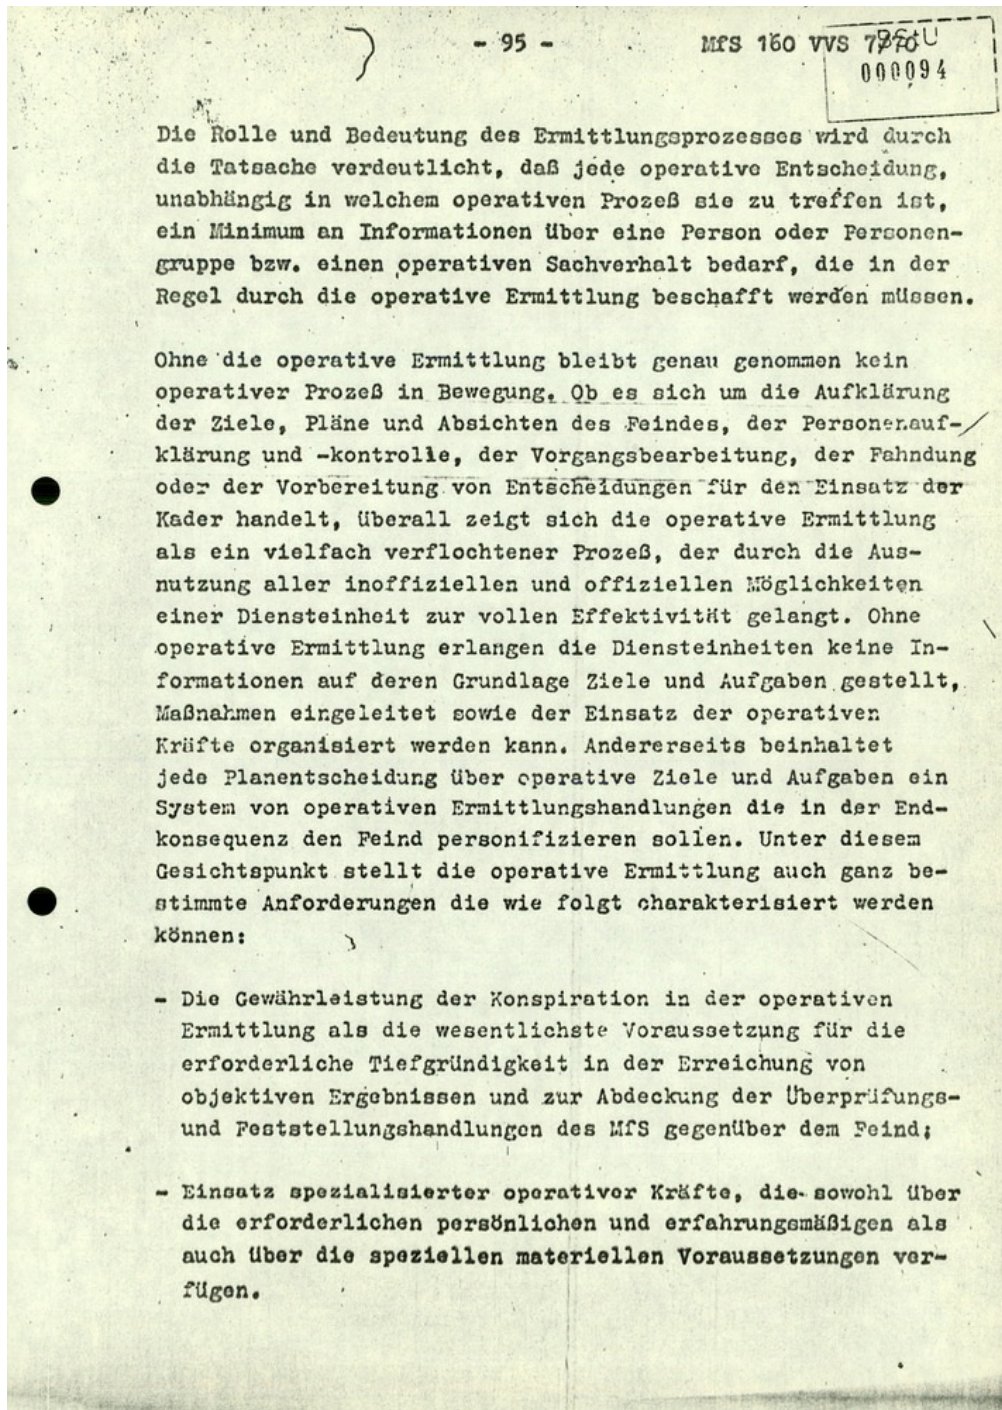 - 95 -
MfS 160 VVS 7/70
BStU
000094
Die Rolle und Bedeutung des Ermittlungsprozesses wird durch
die Tatsache verdeutlicht, daß jede operative Entscheidung,
unabhängig in welchem operativen Prozeß sie zu treffen ist,
ein Minimum an Informationen über eine Person oder Personen-
gruppe bzw. einen operativen Sachverhalt bedarf, die in der
Regel durch die operative Ermittlung beschafft werden müssen.
Ohne die operative Ermittlung bleibt genau genommen kein
operativer Prozeß in Bewegung. Ob es sich um die Aufklärung
der Ziele, Pläne und Absichten des Feindes, der Personenauf-
klärung und -kontrolle, der Vorgangsbearbeitung, der Fahndung
oder der Vorbereitung von Entscheidungen für den Einsatz der
Kader handelt, überall zeigt sich die operative Ermittlung
als ein vielfach verflochtener Prozeß, der durch die Aus-
nutzung aller inoffiziellen und offiziellen Möglichkeiten
einer Diensteinheit zur vollen Effektivität gelangt. Ohne
operative Ermittlung erlangen die Diensteinheiten keine In-
formationen auf deren Grundlage Ziele und Aufgaben gestellt,
Maßnahmen eingeleitet sowie der Einsatz der operativen
Kräfte organisiert werden kann. Andererseits beinhaltet
jede Planentscheidung über operative Ziele und Aufgaben ein
System von operativen Ermittlungshandlungen die in der End-
konsequenz den Feind personifizieren sollen. Unter diesem
Gesichtspunkt stellt die operative Ermittlung auch ganz be-
stimmte Anforderungen die wie folgt charakterisiert werden
können:
- Die Gewährleistung der Konspiration in der operativen
Ermittlung als die wesentlichste Voraussetzung für die
erforderliche Tiefgründigkeit in der Erreichung von
objektiven Ergebnissen und zur Abdeckung der Überprüfungs-
und Feststellungshandlungen des MfS gegenüber dem Feind;
- Einsatz spezialisierter operativer Kräfte, die sowohl über
die erforderlichen persönlichen und erfahrungsmäßigen als
auch über die speziellen materiellen Voraussetzungen ver-
fügen.